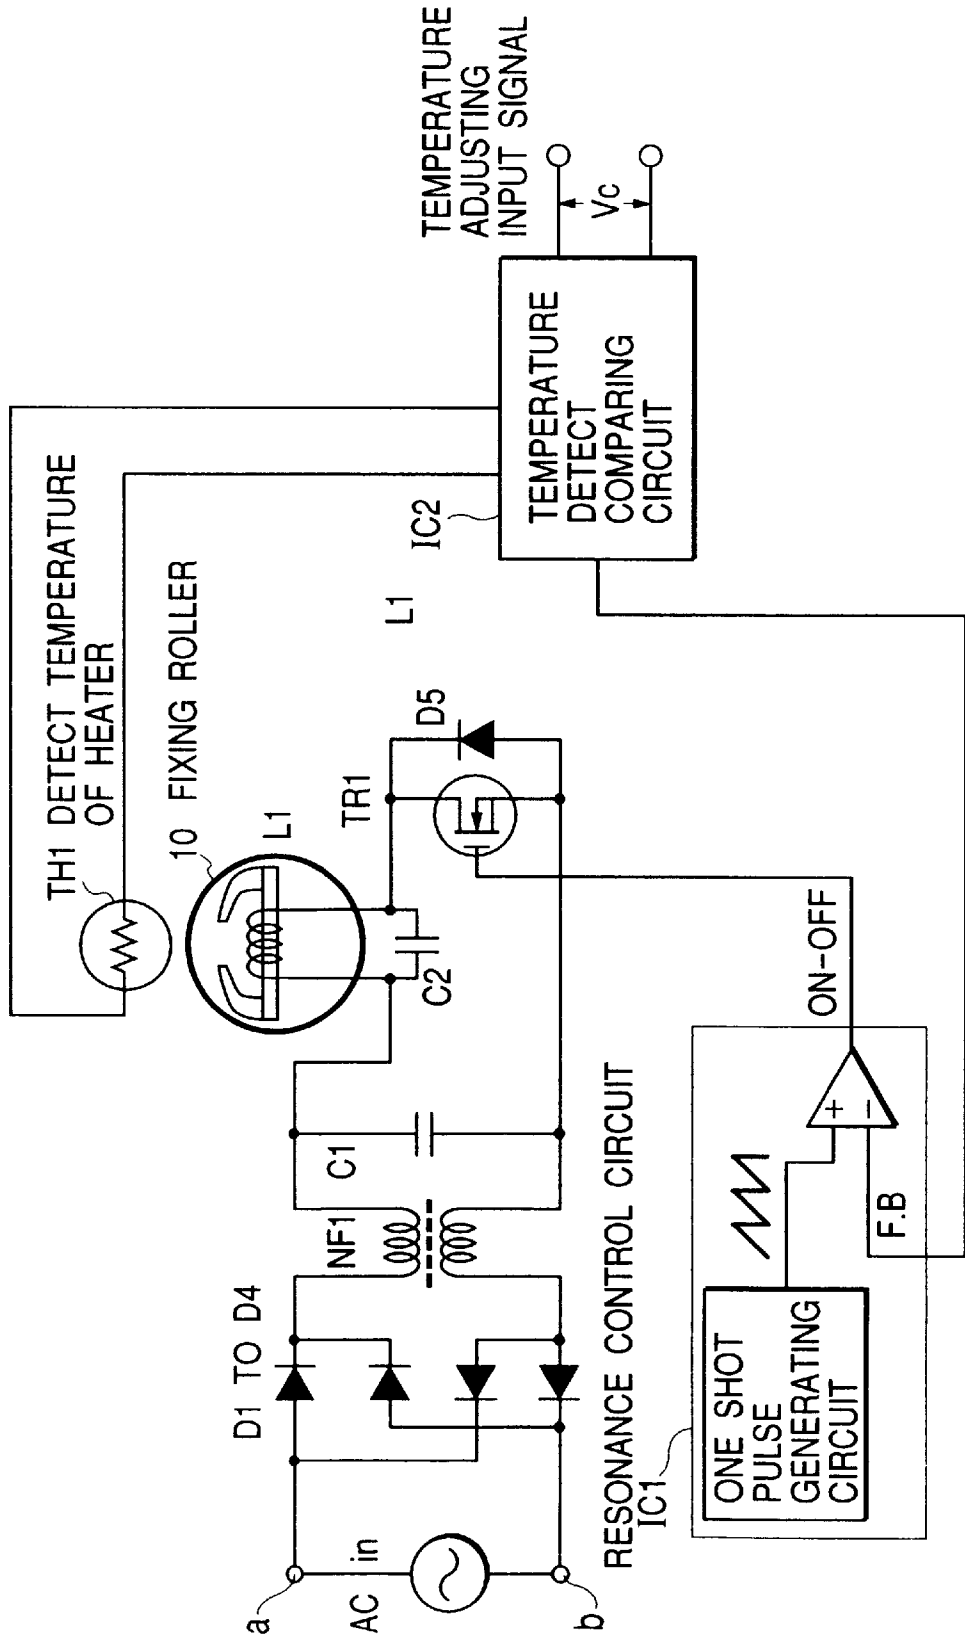 TH1 DETECT TEMPERATURE
OF HEATER
10 FIXING ROLLER
L1
TEMPERATURE
ADJUSTING
INPUT SIGNAL
Vc
IC2
TEMPERATURE
DETECT
COMPARING
CIRCUIT
L1
D5
TR1
C2
C1
NF1
D1 TO D4
a
AC in
b
RESONANCE CONTROL CIRCUIT
IC1
ONE SHOT
PULSE
GENERATING
CIRCUIT
+
−
F.B
ON-OFF